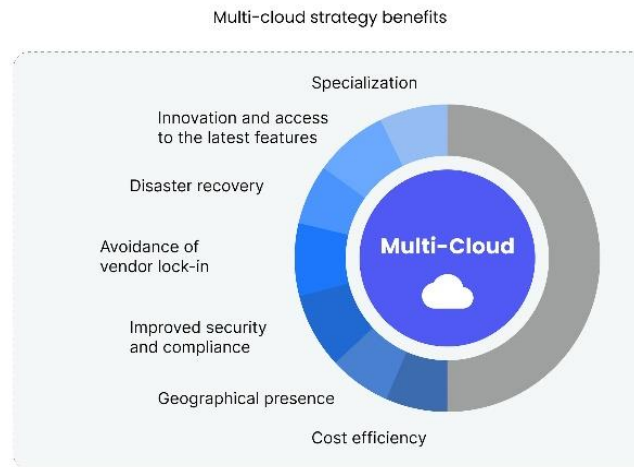 Multi-cloud strategy benefits
Specialization
Innovation and access
to the latest features
Disaster recovery
Avoidance of
vendor lock-in
Improved security
and compliance
Geographical presence
Cost efficiency
Multi-Cloud